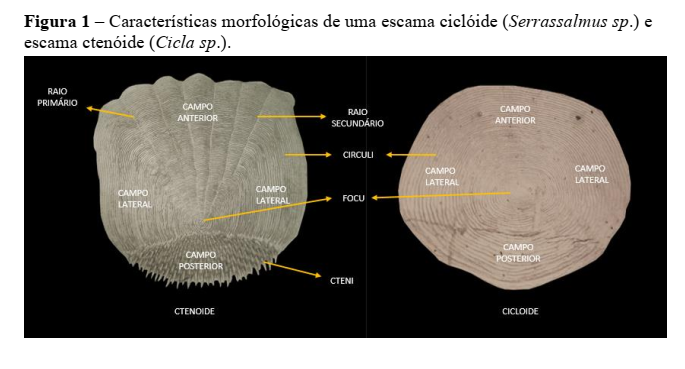 Figura 1 – Características morfológicas de uma escama ciclóide (Serrassalmus sp.) e
escama ctenóide (Cicla sp.).
RAIO
PRIMÁRIO
CAMPO
ANTERIOR
RAIO
SECUNDÁRIO
CAMPO
ANTERIOR
CIRCULI
CAMPO
LATERAL
CAMPO
LATERAL
FOCU
CAMPO
LATERAL
CAMPO
LATERAL
CAMPO
POSTERIOR
CTENI
CAMPO
POSTERIOR
CTENOIDE
CICLOIDE